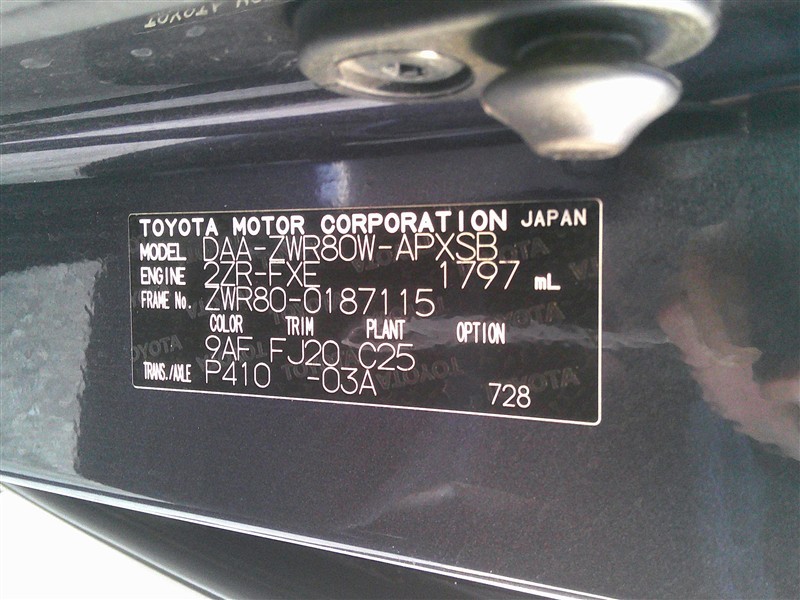 TOYOTA MOTOR CORPORATION JAPAN
MODEL DAA-ZWR80W-APXSB
ENGINE 2ZR-FXE 1797 mL
FRAME No. ZWR80-0187115
COLOR TRIM PLANT OPTION
9AF FJ20 C25
TRANS./AXLE P410 -03A
728